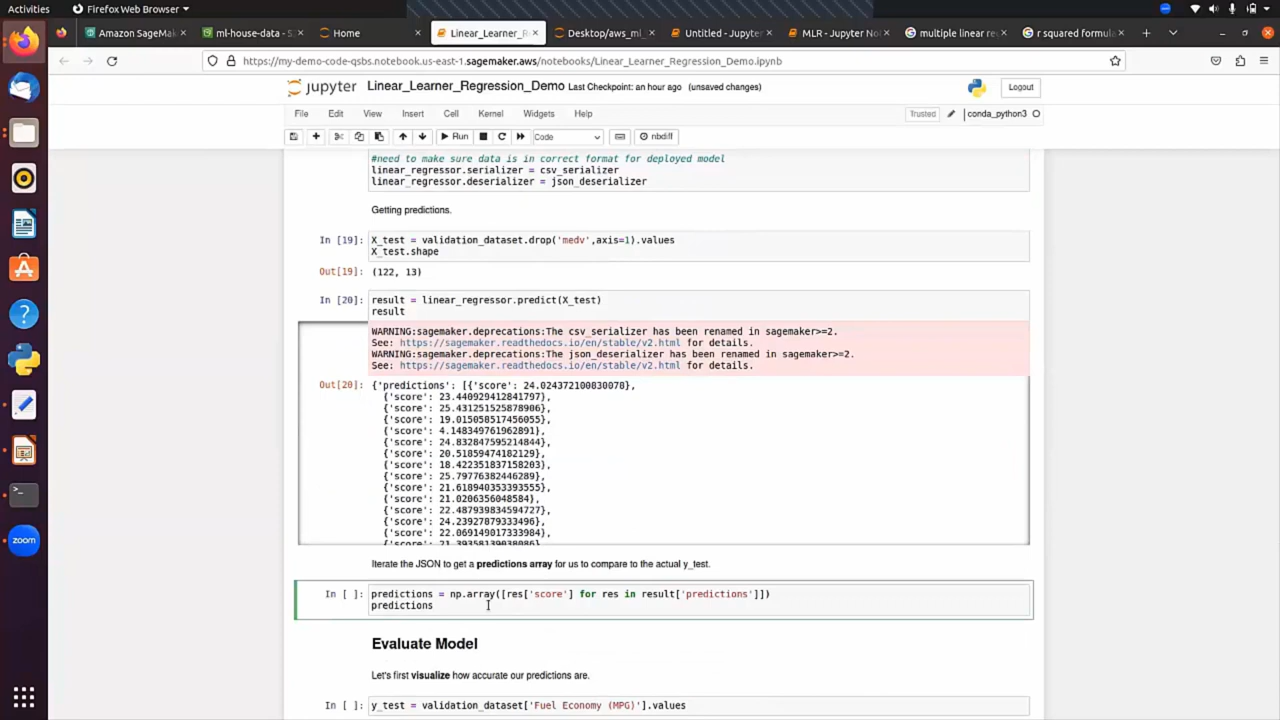 Activities
Firefox Web Browser
Amazon SageMak
ml-house-data - S
Home
Linear_Learner_R
Desktop/aws_ml_
Untitled - Jupyter
MLR - Jupyter No
multiple linear re
r squared formula
https://my-demo-code-qsbs.notebook.us-east-1.sagemaker.aws/notebooks/Linear_Learner_Regression_Demo.ipynb
jupyter Linear_Learner_Regression_Demo Last Checkpoint: an hour ago (unsaved changes)
Logout
File Edit View Insert Cell Kernel Widgets Help
Trusted conda_python3
Run Code nbdiff
#need to make sure data is in correct format for deployed model
linear_regressor.serializer = csv_serializer
linear_regressor.deserializer = json_deserializer
Getting predictions.
In [19]: X_test = validation_dataset.drop('medv',axis=1).values
X_test.shape
Out[19]: (122, 13)
In [20]: result = linear_regressor.predict(X_test)
result
WARNING:sagemaker.deprecations:The csv_serializer has been renamed in sagemaker>=2.
See: https://sagemaker.readthedocs.io/en/stable/v2.html for details.
WARNING:sagemaker.deprecations:The json_deserializer has been renamed in sagemaker>=2.
See: https://sagemaker.readthedocs.io/en/stable/v2.html for details.
Out[20]: {'predictions': [{'score': 24.024372100830078},
{'score': 23.440929412841797},
{'score': 25.431251525878906},
{'score': 19.015058517456055},
{'score': 4.148349761962891},
{'score': 24.832847595214844},
{'score': 20.51859474182129},
{'score': 18.422351837158203},
{'score': 25.79776382446289},
{'score': 21.618940353393555},
{'score': 21.0206356048584},
{'score': 22.487939834594727},
{'score': 24.23927879333496},
{'score': 22.069149017333984},
{'score': 21.39358139038086},
Iterate the JSON to get a predictions array for us to compare to the actual y_test.
In [ ]: predictions = np.array([res['score'] for res in result['predictions']])
predictions
Evaluate Model
Let's first visualize how accurate our predictions are.
In [ ]: y_test = validation_dataset['Fuel Economy (MPG)'].values
zoom